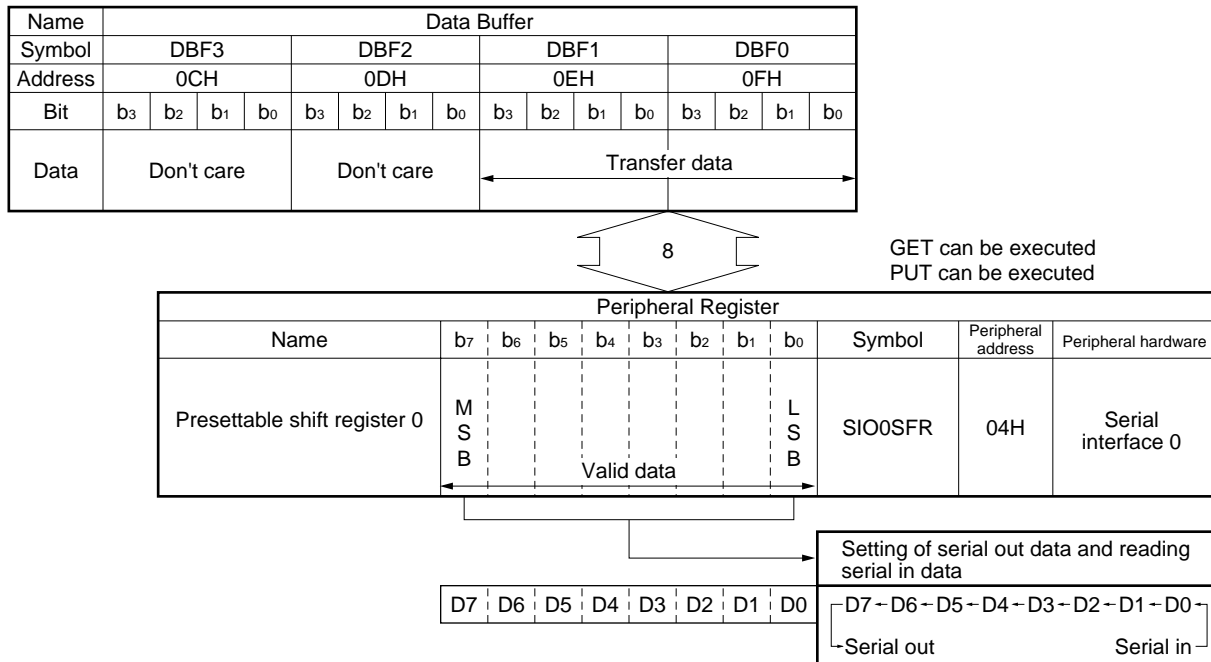 Name Data Buffer
Symbol DBF3 DBF2 DBF1 DBF0
Address 0CH 0DH 0EH 0FH
Bit b3 b2 b1 b0 b3 b2 b1 b0 b3 b2 b1 b0 b3 b2 b1 b0
Data Don't care Don't care Transfer data
8
GET can be executed
PUT can be executed
Peripheral Register
Name b7 b6 b5 b4 b3 b2 b1 b0 Symbol Peripheral address Peripheral hardware
Presettable shift register 0 MSB LSB SIO0SFR 04H Serial interface 0
Valid data
Setting of serial out data and reading
serial in data
D7 D6 D5 D4 D3 D2 D1 D0 D7 D6 D5 D4 D3 D2 D1 D0
Serial out Serial in